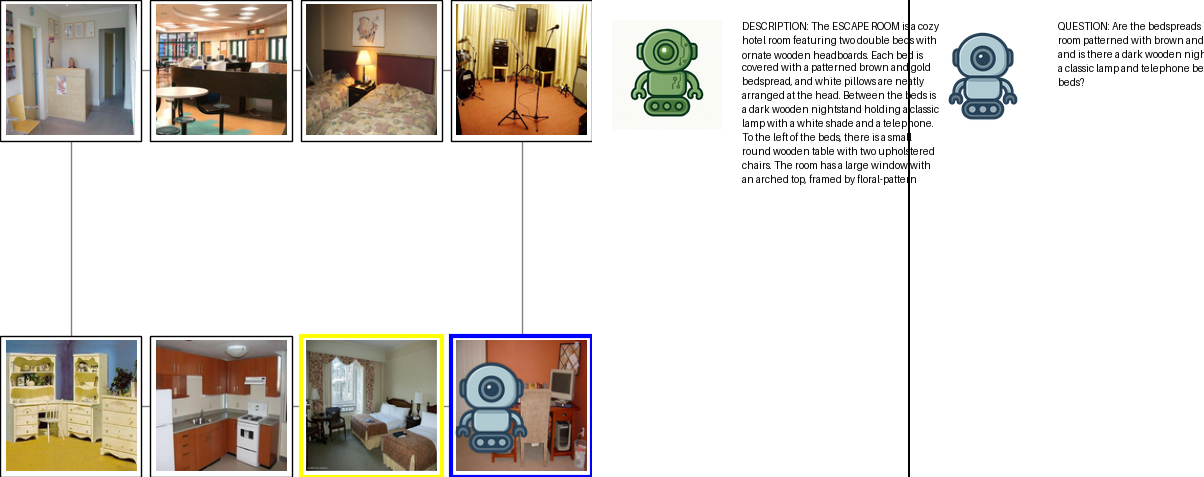 DESCRIPTION: The ESCAPE ROOM is a cozy
hotel room featuring two double beds with
ornate wooden headboards. Each bed is
covered with a patterned brown and gold
bedspread, and white pillows are neatly
arranged at the head. Between the beds is
a dark wooden nightstand holding a classic
lamp with a white shade and a telephone.
To the left of the beds, there is a small
round wooden table with two upholstered
chairs. The room has a large window with
an arched top, framed by floral-pattern
QUESTION: Are the bedspreads
room patterned with brown and
and is there a dark wooden nigh
a classic lamp and telephone be
beds?